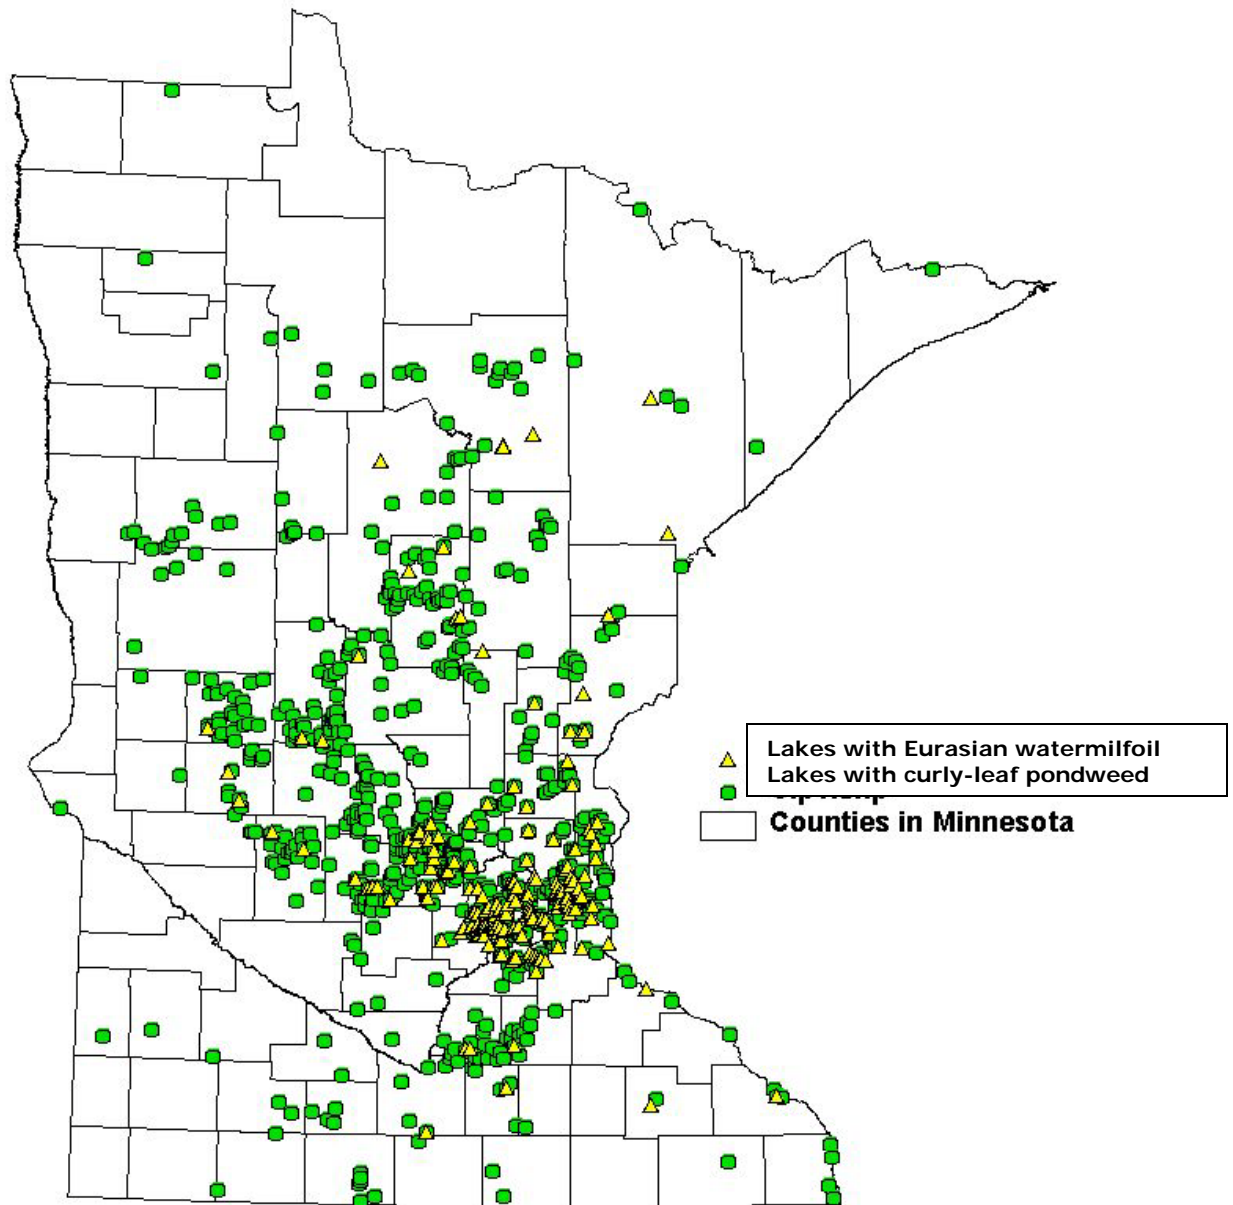 Lakes with Eurasian watermilfoil
Lakes with curly-leaf pondweed
Counties in Minnesota